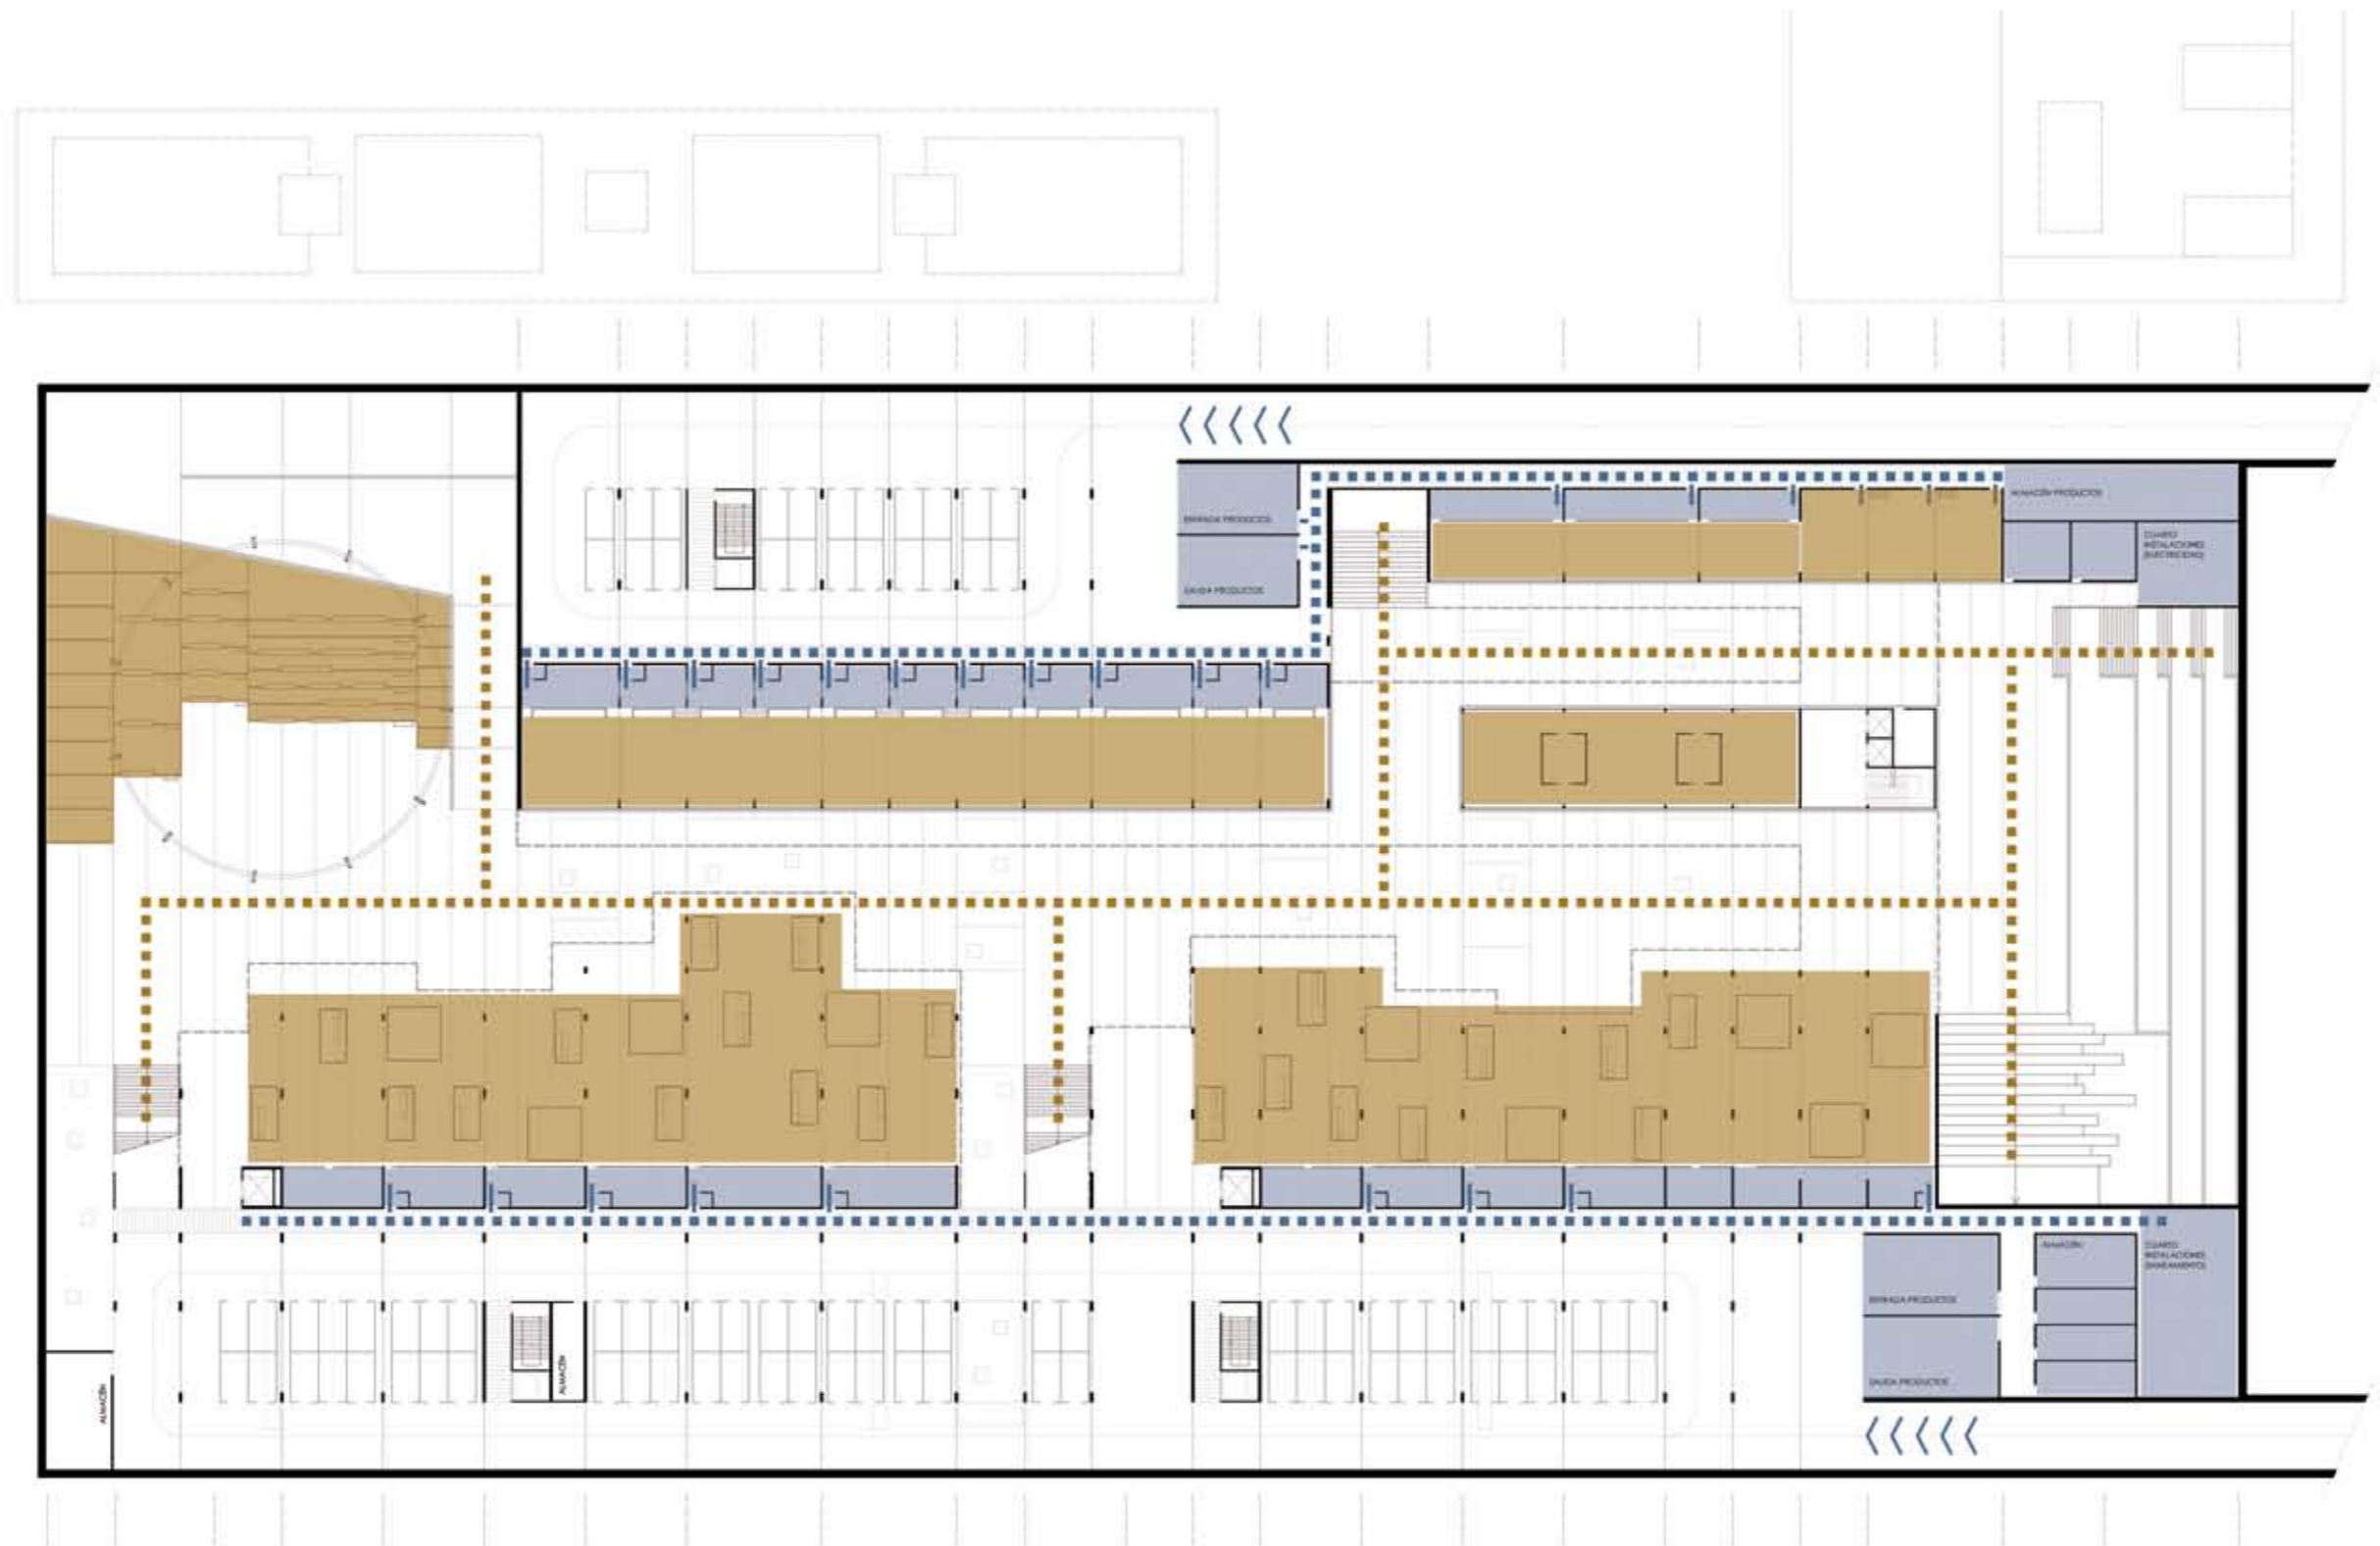 ALMACÉN PRODUCTOS
ENTRADA PRODUCTOS
CUARTO
INSTALACIONES
(ELECTRICIDAD)
SALIDA PRODUCTOS
ALMACÉN
CUARTO
INSTALACIONES
(SANEAMIENTO)
ENTRADA PRODUCTOS
SALIDA PRODUCTOS
ALMACÉN
ALMACÉN